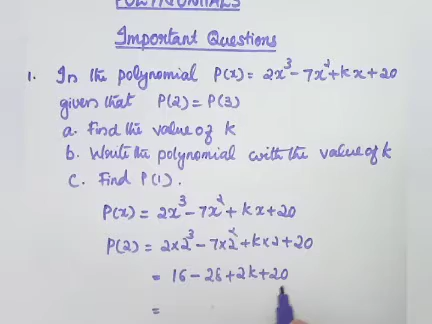 POLYNOMIALS
Important Questions
1. In the polynomial P(x) = 2x³ - 7x² + kx + 20
given that P(2) = P(3)
a. Find the value of k
b. Write the polynomial with the value of k
C. Find P(1).
P(x) = 2x³ - 7x² + kx + 20
P(2) = 2×2³ - 7×2² + k×2 + 20
= 16 - 28 + 2k + 20
=